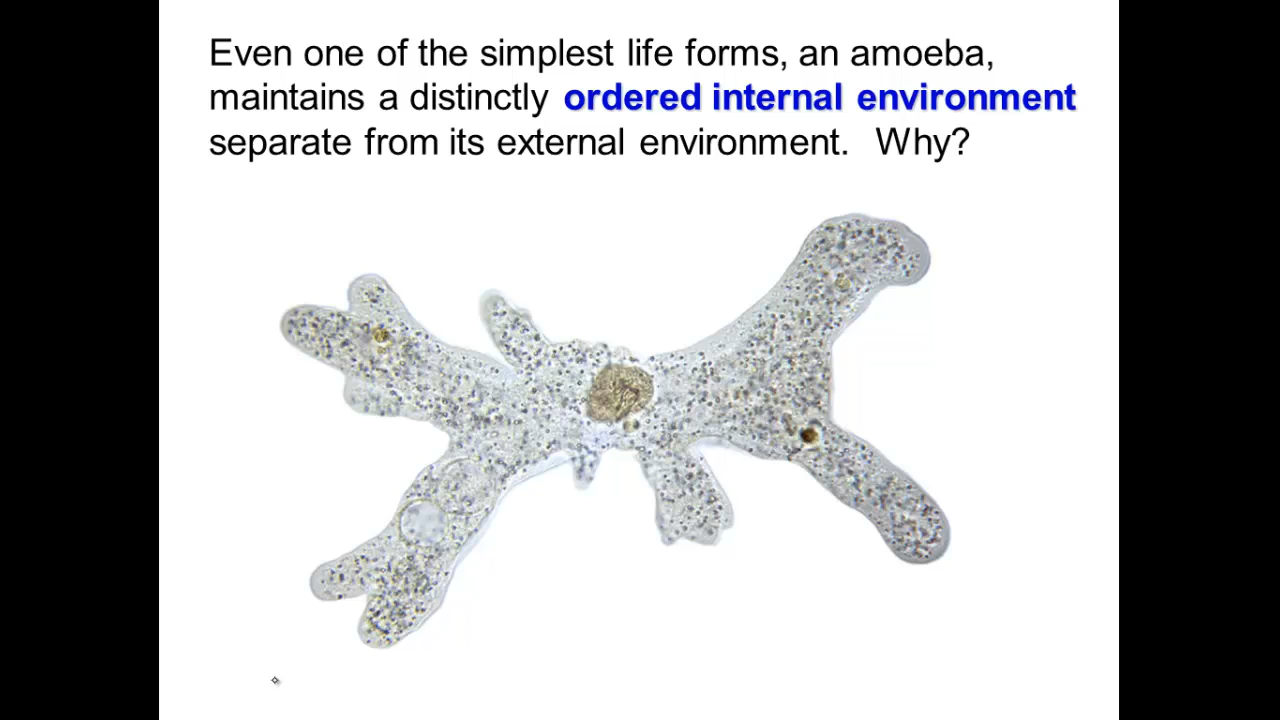 Even one of the simplest life forms, an amoeba,
maintains a distinctly ordered internal environment
separate from its external environment. Why?